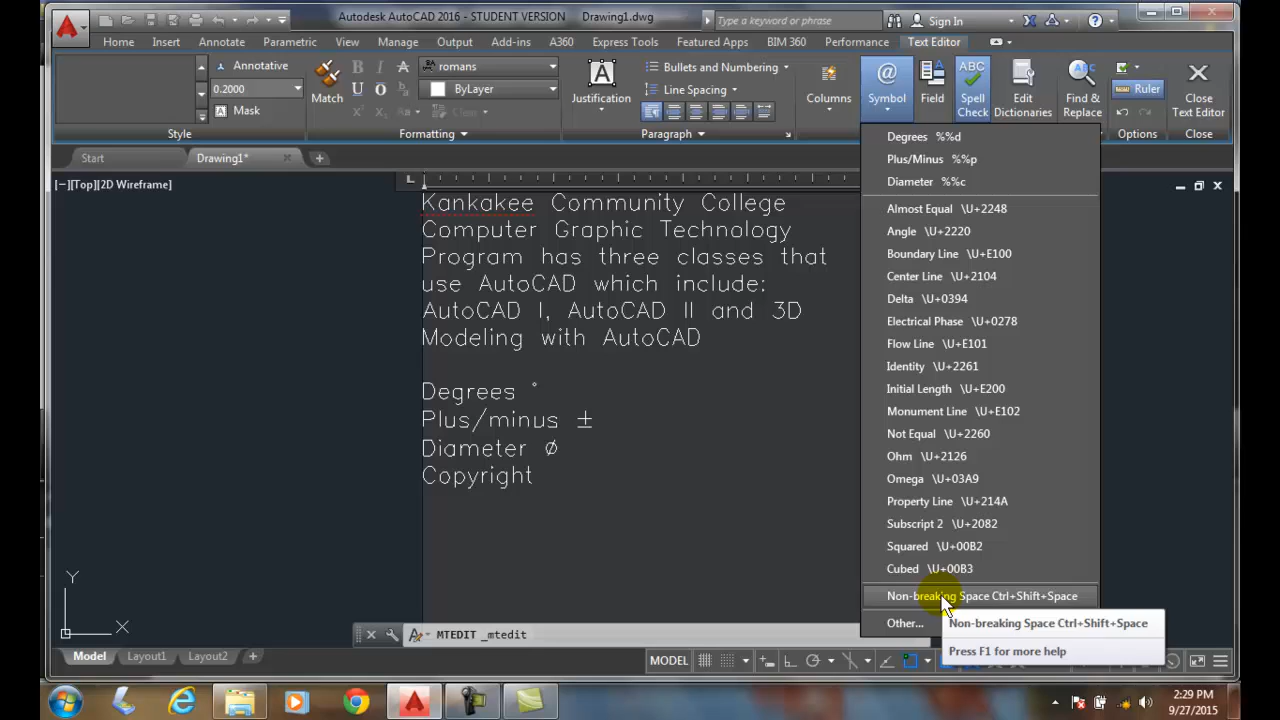 Autodesk AutoCAD 2016 - STUDENT VERSION Drawing1.dwg
Type a keyword or phrase
Sign In
Home Insert Annotate Parametric View Manage Output Add-ins A360 Express Tools Featured Apps BIM 360 Performance Text Editor
Annotative
0.2000
Mask
Style
Match
romans
ByLayer
Clear
Formatting
Justification
Bullets and Numbering
Line Spacing
Paragraph
Columns
Symbol
Field
ABC
Spell
Check
Edit
Dictionaries
Find &
Replace
Ruler
Options
Close
Text Editor
Close
Start
Drawing1*
[−][Top][2D Wireframe]
Kankakee Community College
Computer Graphic Technology
Program has three classes that
use AutoCAD which include:
AutoCAD I, AutoCAD II and 3D
Modeling with AutoCAD
Degrees °
Plus/minus ±
Diameter ø
Copyright
Degrees %%d
Plus/Minus %%p
Diameter %%c
Almost Equal \U+2248
Angle \U+2220
Boundary Line \U+E100
Center Line \U+2104
Delta \U+0394
Electrical Phase \U+0278
Flow Line \U+E101
Identity \U+2261
Initial Length \U+E200
Monument Line \U+E102
Not Equal \U+2260
Ohm \U+2126
Omega \U+03A9
Property Line \U+214A
Subscript 2 \U+2082
Squared \U+00B2
Cubed \U+00B3
Non-breaking Space Ctrl+Shift+Space
Other...
Non-breaking Space Ctrl+Shift+Space
Press F1 for more help
Y
X
MTEDIT _mtedit
Model Layout1 Layout2
MODEL
2:29 PM
9/27/2015